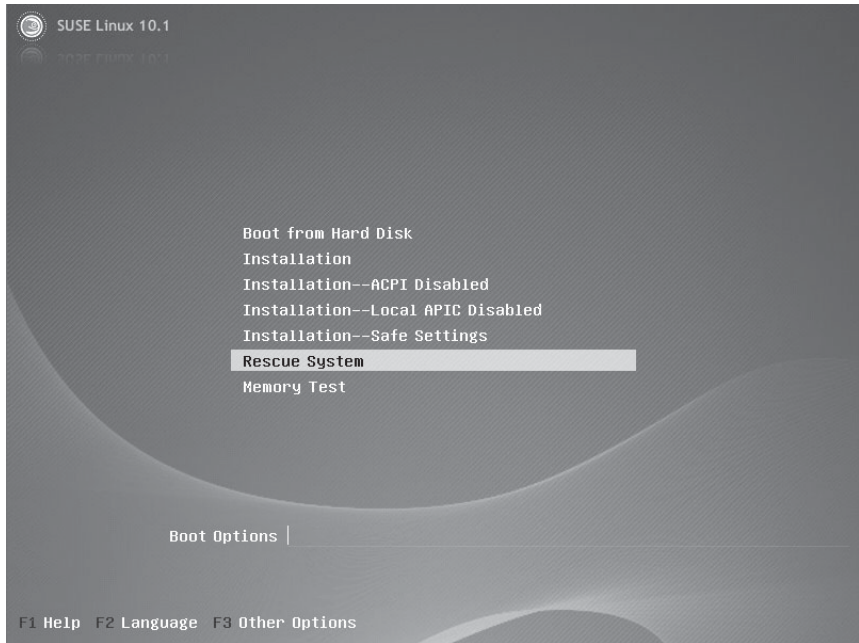 SUSE Linux 10.1
Boot from Hard Disk
Installation
Installation--ACPI Disabled
Installation--Local APIC Disabled
Installation--Safe Settings
Rescue System
Memory Test
Boot Options
F1 Help F2 Language F3 Other Options